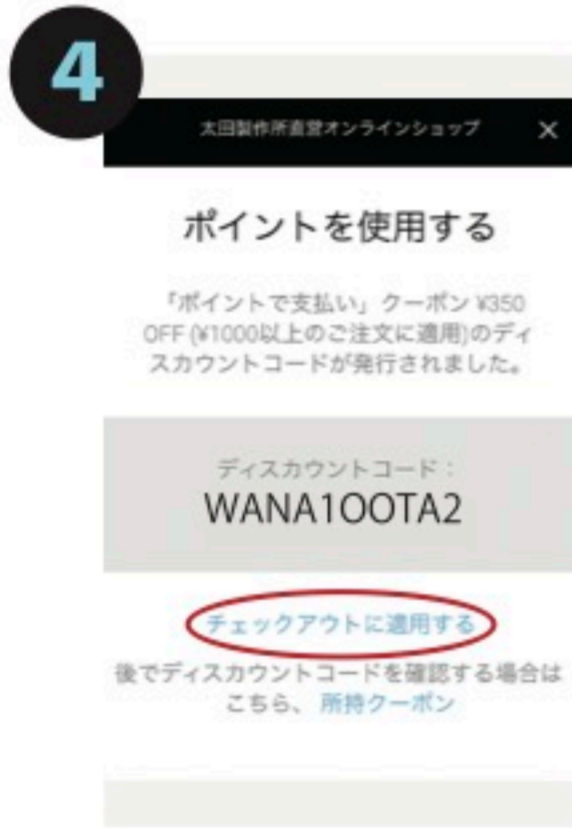 4
太田製作所直営オンラインショップ ×
ポイントを使用する
「ポイントで支払い」クーポン ¥350
OFF (¥1000以上のご注文に適用)のディ
スカウントコードが発行されました。
ディスカウントコード：
WANA1OOTA2
チェックアウトに適用する
後でディスカウントコードを確認する場合は
こちら、 所持クーポン